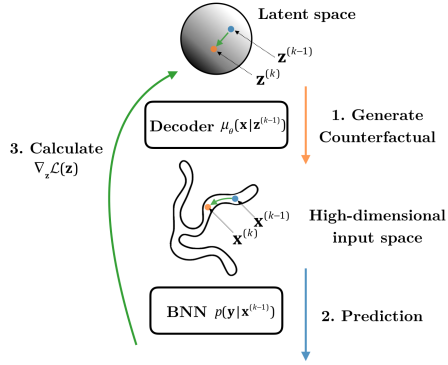 Latent space
z^{(k-1)}
z^{(k)}
1. Generate
Counterfactual
Decoder μ_θ(x|z^{(k-1)})
3. Calculate
∇_z ℒ(z)
x^{(k-1)}
x^{(k)}
High-dimensional
input space
BNN p(y|x^{(k-1)})
2. Prediction